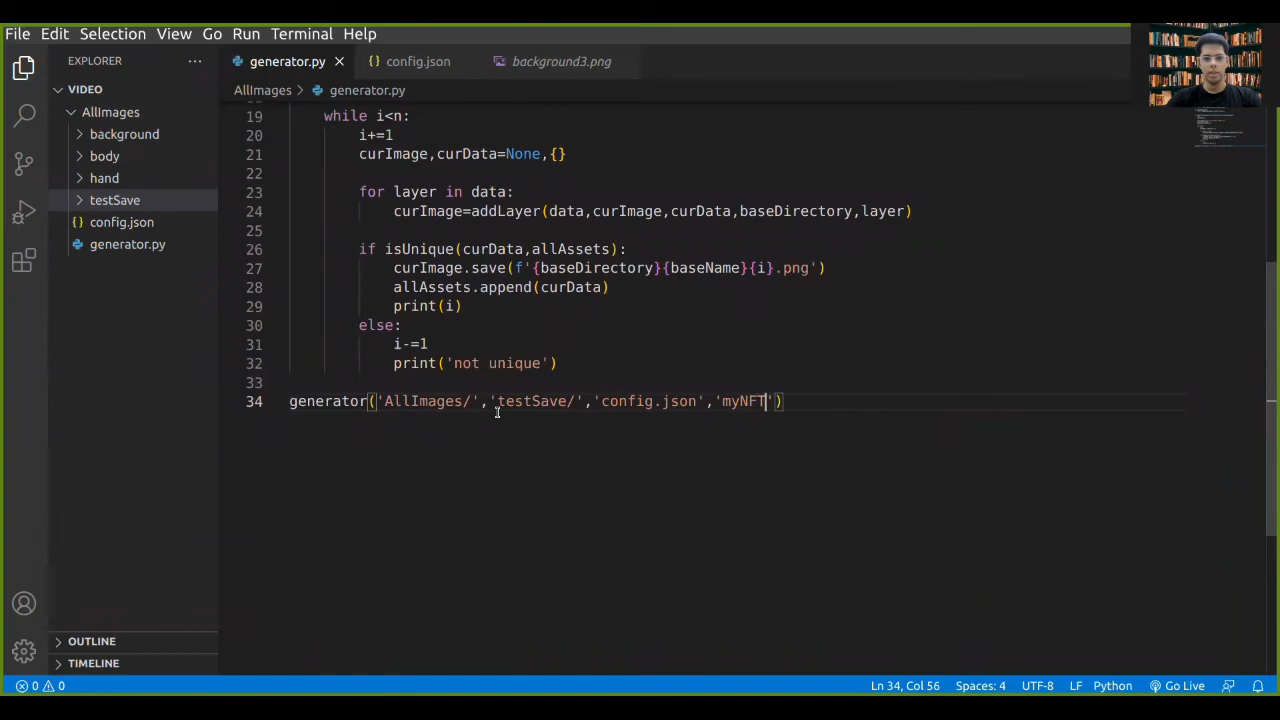 File Edit Selection View Go Run Terminal Help
EXPLORER
VIDEO
AllImages
background
body
hand
testSave
config.json
generator.py
OUTLINE
TIMELINE
generator.py
config.json
background3.png
AllImages > generator.py
19 while i<n:
20 i+=1
21 curImage,curData=None,{}
22
23 for layer in data:
24 curImage=addLayer(data,curImage,curData,baseDirectory,layer)
25
26 if isUnique(curData,allAssets):
27 curImage.save(f'{baseDirectory}{baseName}{i}.png')
28 allAssets.append(curData)
29 print(i)
30 else:
31 i-=1
32 print('not unique')
33
34 generator('AllImages/','testSave/','config.json','myNFT')
0 0
Ln 34, Col 56 Spaces: 4 UTF-8 LF Python Go Live